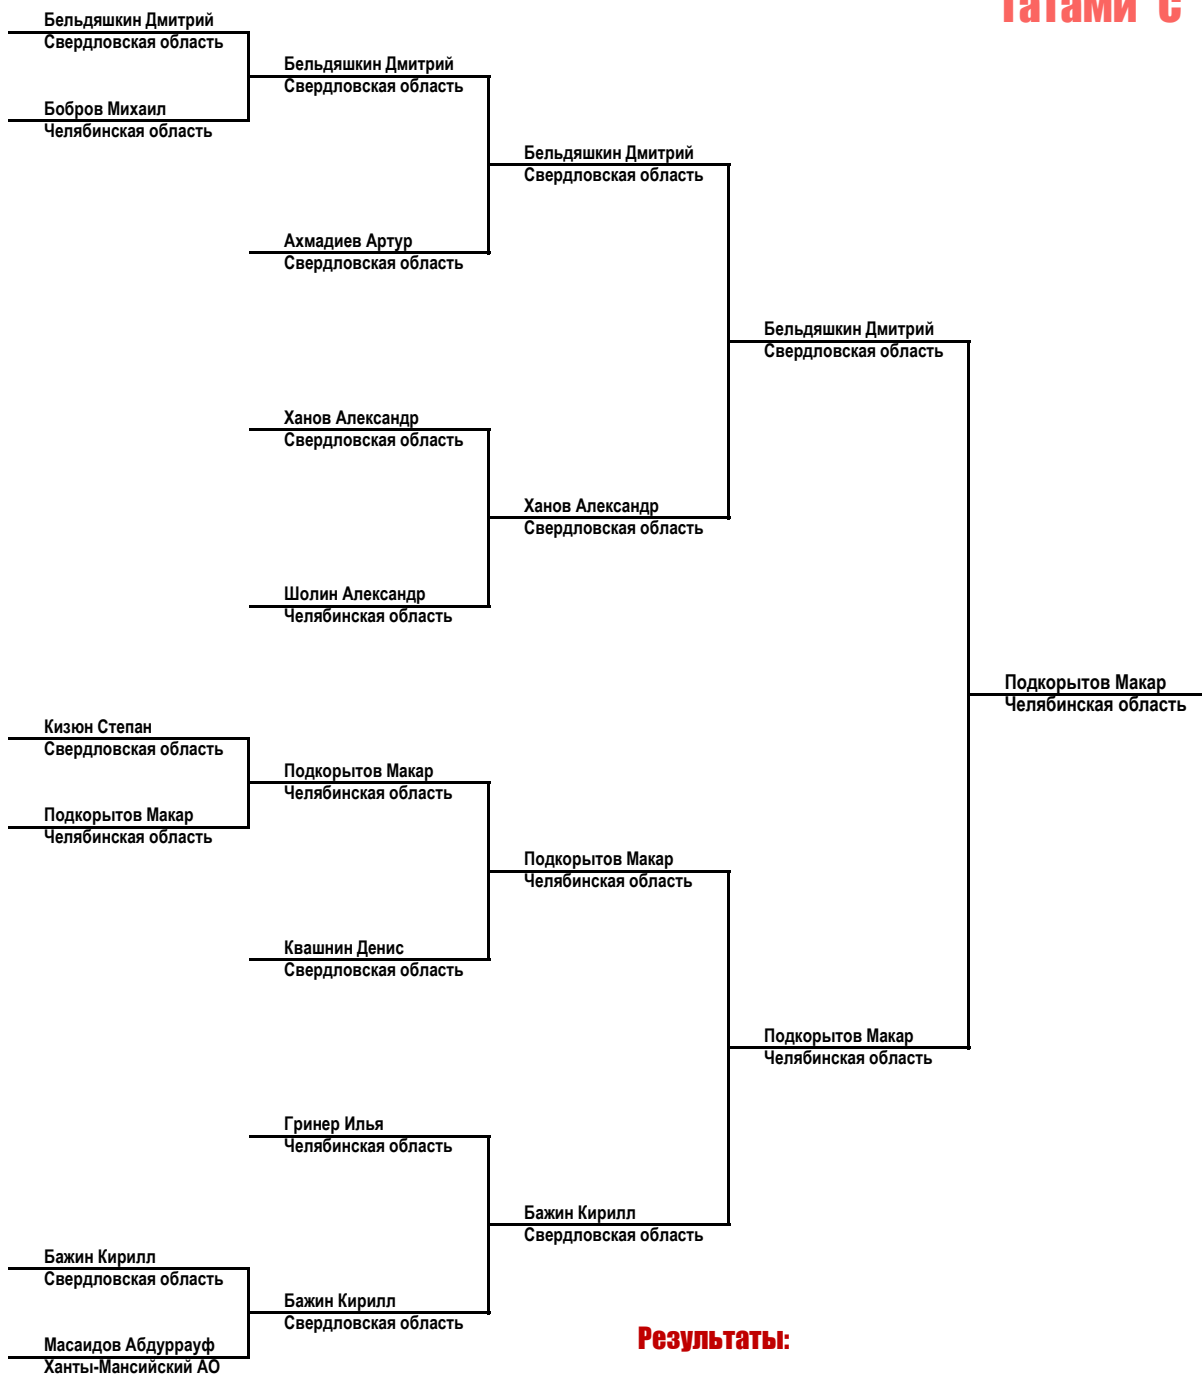 Татами С
Бельдяшкин Дмитрий
Свердловская область
Бельдяшкин Дмитрий
Свердловская область
Бобров Михаил
Челябинская область
Бельдяшкин Дмитрий
Свердловская область
Ахмадиев Артур
Свердловская область
Бельдяшкин Дмитрий
Свердловская область
Ханов Александр
Свердловская область
Ханов Александр
Свердловская область
Шолин Александр
Челябинская область
Подкорытов Макар
Челябинская область
Кизюн Степан
Свердловская область
Подкорытов Макар
Челябинская область
Подкорытов Макар
Челябинская область
Подкорытов Макар
Челябинская область
Квашнин Денис
Свердловская область
Подкорытов Макар
Челябинская область
Гринер Илья
Челябинская область
Бажин Кирилл
Свердловская область
Бажин Кирилл
Свердловская область
Бажин Кирилл
Свердловская область
Масаидов Абдуррауф
Ханты-Мансийский АО
Результаты: